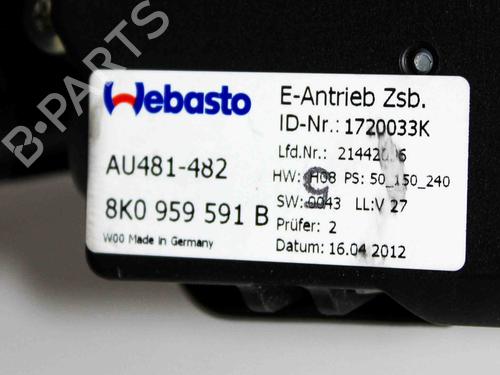 B-PARTS
Webasto
AU481-482
8K0 959 591 B
W00 Made in Germany
E-Antrieb Zsb.
ID-Nr.: 1720033K
Lfd.Nr.:
HW: H08 PS: 50_150_240
SW: 0043 LL:V 27
Prüfer: 2
Datum: 16.04 2012